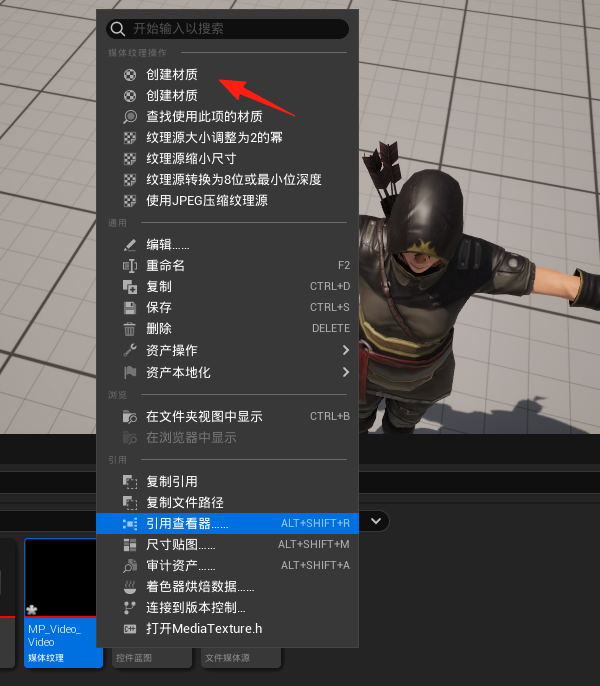 开始输入以搜索
媒体纹理操作
创建材质
创建材质
查找使用此项的材质
纹理源大小调整为2的幂
纹理源缩小尺寸
纹理源转换为8位或最小位深度
使用JPEG压缩纹理源
通用
编辑......
重命名 F2
复制 CTRL+D
保存 CTRL+S
删除 DELETE
资产操作
资产本地化
浏览
在文件夹视图中显示 CTRL+B
在浏览器中显示
引用
复制引用
复制文件路径
引用查看器...... ALT+SHIFT+R
尺寸贴图...... ALT+SHIFT+M
审计资产...... ALT+SHIFT+A
着色器烘焙数据......
连接到版本控制...
打开MediaTexture.h
MP_Video_
Video
媒体纹理 控件蓝图 文件媒体源